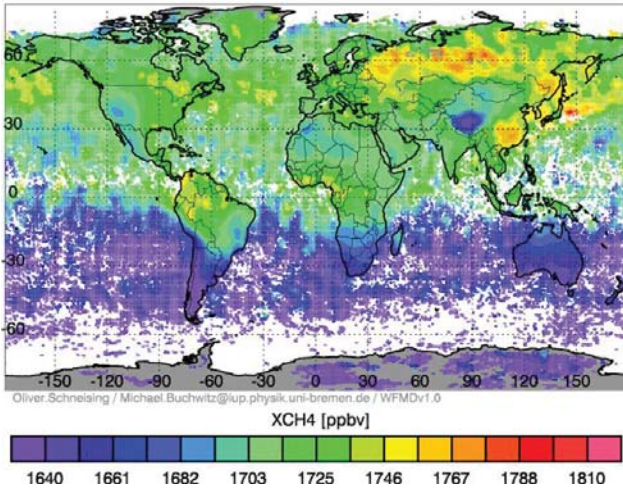 60
30
0
-30
-60
-150 -120 -90 -60 -30 0 30 60 90 120 150
Oliver.Schneising / Michael.Buchwitz@iup.physik.uni-bremen.de / WFMDv1.0
XCH4 [ppbv]
1640 1661 1682 1703 1725 1746 1767 1788 1810